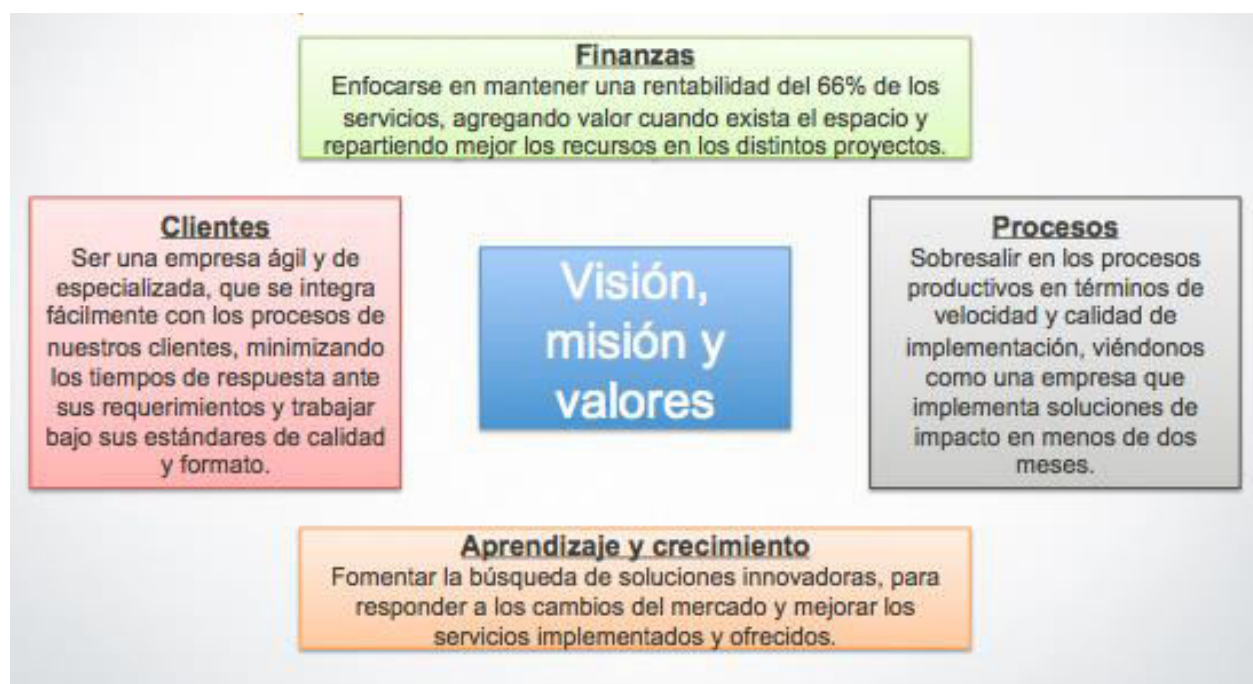 Finanzas
Enfocarse en mantener una rentabilidad del 66% de los
servicios, agregando valor cuando exista el espacio y
repartiendo mejor los recursos en los distintos proyectos.
Clientes
Ser una empresa ágil y de
especializada, que se integra
fácilmente con los procesos de
nuestros clientes, minimizando
los tiempos de respuesta ante
sus requerimientos y trabajar
bajo sus estándares de calidad
y formato.
Visión,
misión y
valores
Procesos
Sobresalir en los procesos
productivos en términos de
velocidad y calidad de
implementación, viéndonos
como una empresa que
implementa soluciones de
impacto en menos de dos
meses.
Aprendizaje y crecimiento
Fomentar la búsqueda de soluciones innovadoras, para
responder a los cambios del mercado y mejorar los
servicios implementados y ofrecidos.